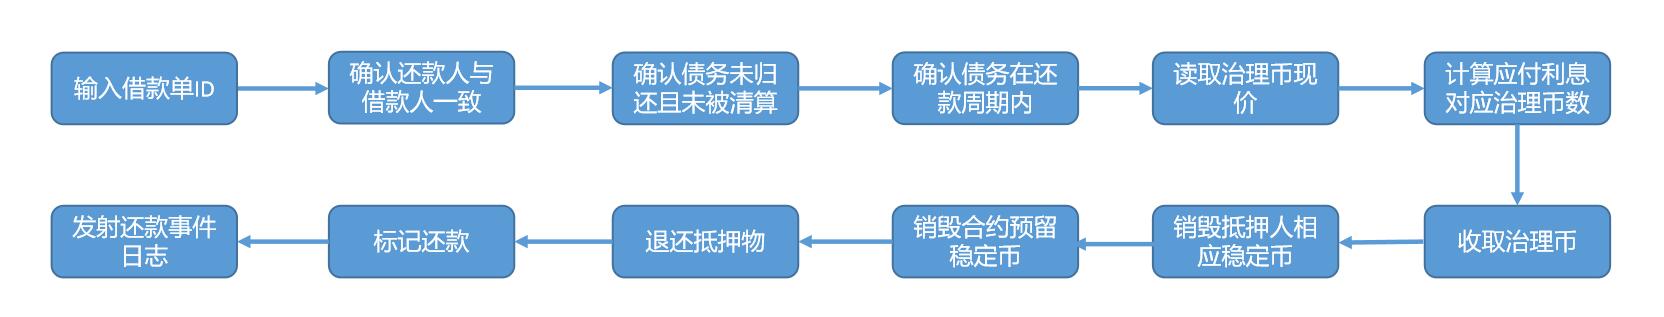 输入借款单ID
确认还款人与
借款人一致
确认债务未归
还且未被清算
确认债务在还
款周期内
读取治理币现
价
计算应付利息
对应治理币数
收取治理币
销毁抵押人相
应稳定币
销毁合约预留
稳定币
退还抵押物
标记还款
发射还款事件
日志